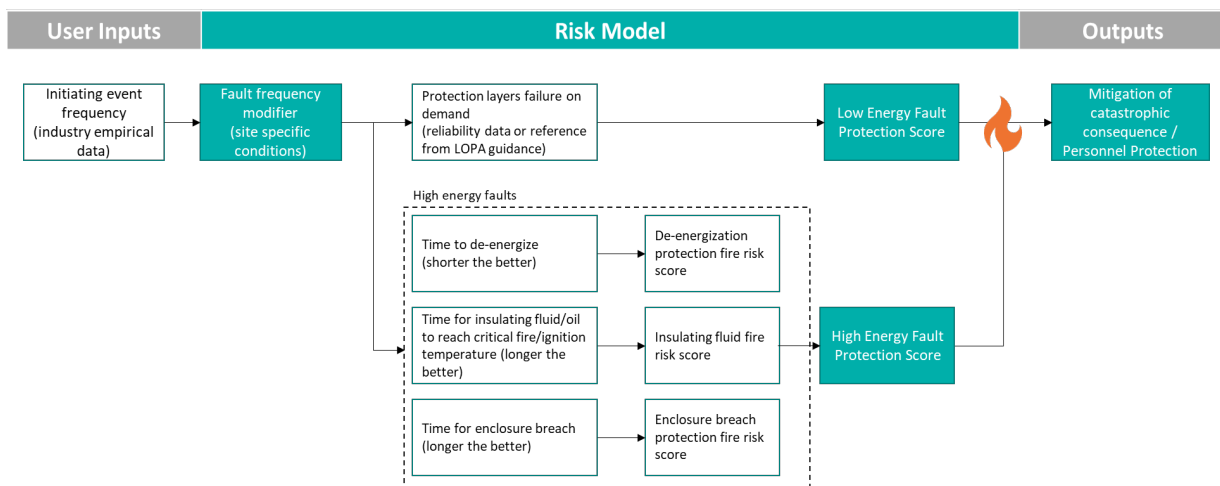 User Inputs
Risk Model
Outputs
Initiating event
frequency
(industry empirical
data)
Fault frequency
modifier
(site specific
conditions)
Protection layers failure on
demand
(reliability data or reference
from LOPA guidance)
Low Energy Fault
Protection Score
Mitigation of
catastrophic
consequence /
Personnel Protection
High energy faults
Time to de-energize
(shorter the better)
De-energization
protection fire risk
score
Time for insulating fluid/oil
to reach critical fire/ignition
temperature (longer the
better)
Insulating fluid fire
risk score
High Energy Fault
Protection Score
Time for enclosure breach
(longer the better)
Enclosure breach
protection fire risk
score